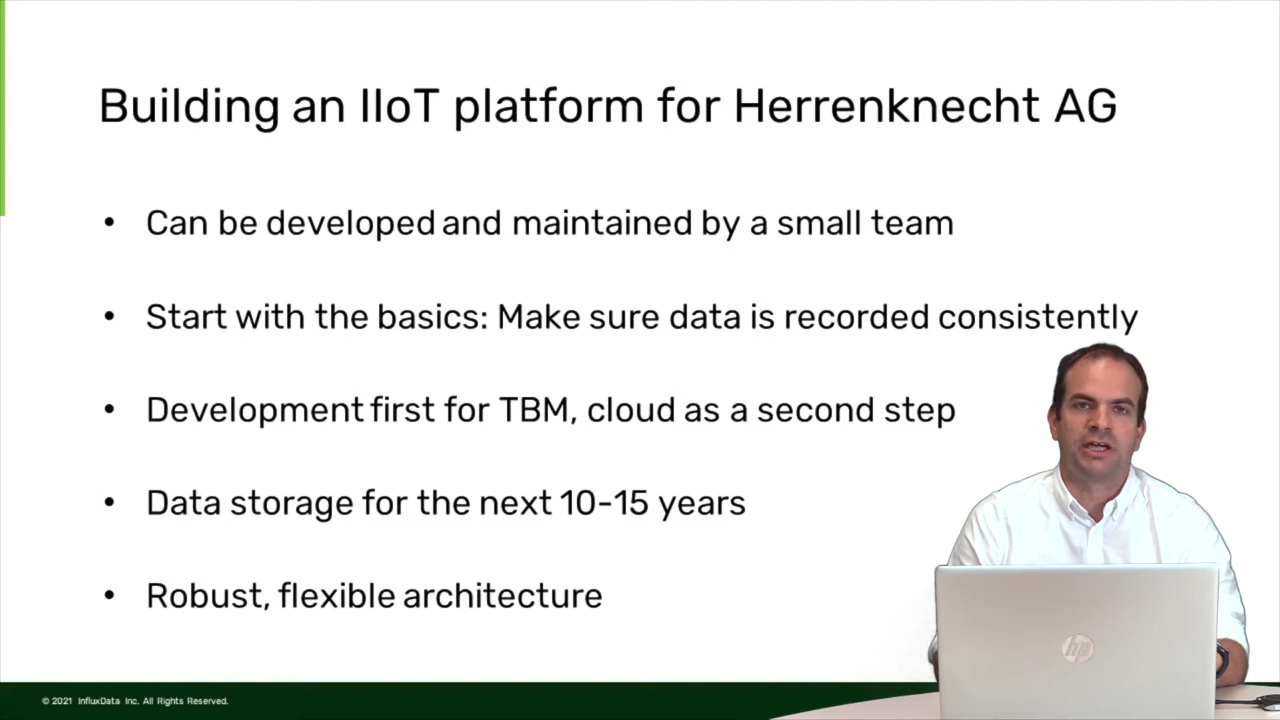 Building an IIoT platform for Herrenknecht AG
• Can be developed and maintained by a small team
• Start with the basics: Make sure data is recorded consistently
• Development first for TBM, cloud as a second step
• Data storage for the next 10-15 years
• Robust, flexible architecture
hp
© 2021 InfluxData Inc. All Rights Reserved.